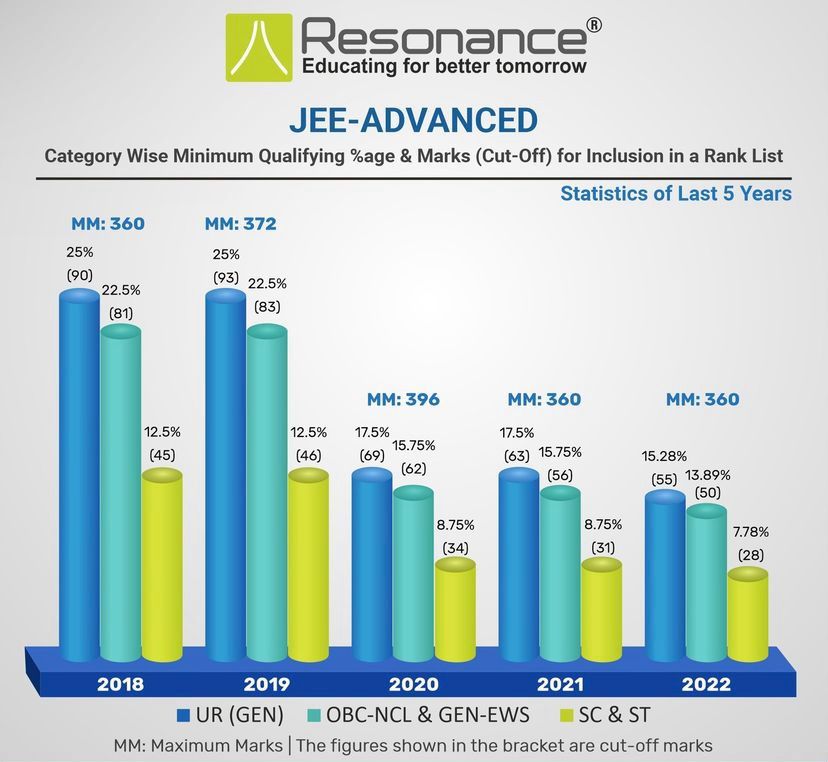 Resonance®
Educating for better tomorrow
JEE-ADVANCED
Category Wise Minimum Qualifying %age & Marks (Cut-Off) for Inclusion in a Rank List
Statistics of Last 5 Years
MM: 360
25%
(90)
22.5%
(81)
12.5%
(45)
2018
MM: 372
25%
(93)
22.5%
(83)
12.5%
(46)
2019
MM: 396
17.5%
(69)
15.75%
(62)
8.75%
(34)
2020
MM: 360
17.5%
(63)
15.75%
(56)
8.75%
(31)
2021
MM: 360
15.28%
(55)
13.89%
(50)
7.78%
(28)
2022
UR (GEN) OBC-NCL & GEN-EWS SC & ST
MM: Maximum Marks | The figures shown in the bracket are cut-off marks